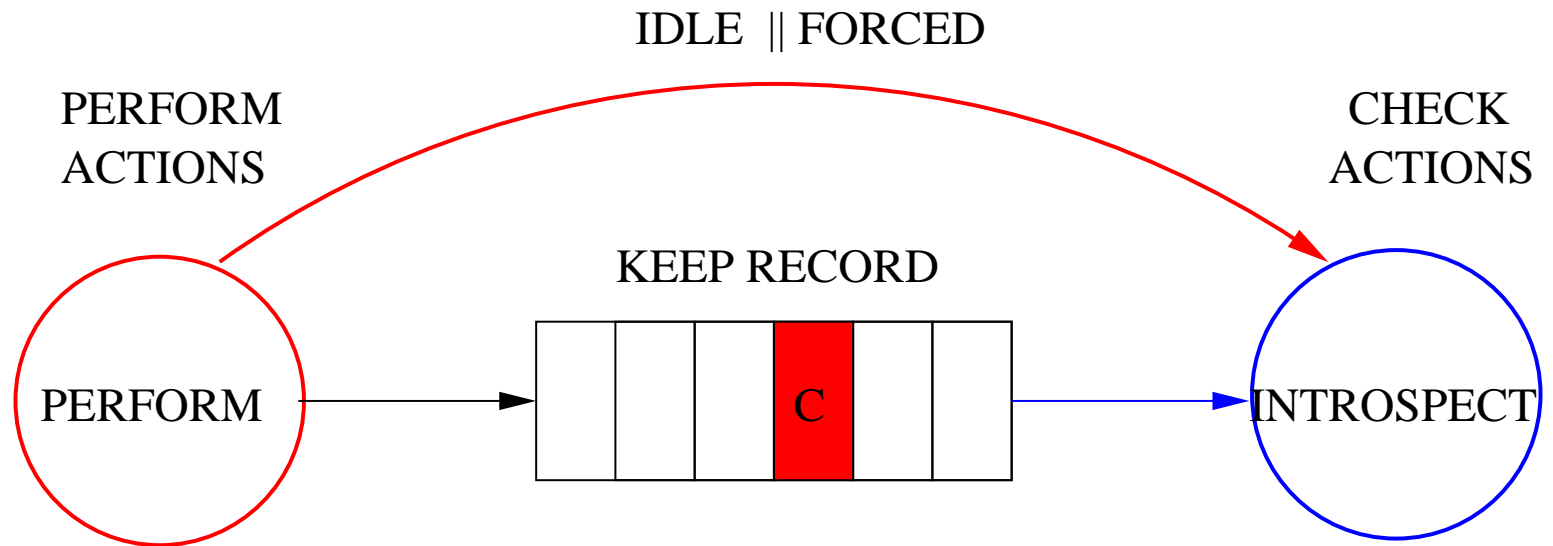 IDLE || FORCED
PERFORM
ACTIONS
CHECK
ACTIONS
KEEP RECORD
PERFORM
C
INTROSPECT